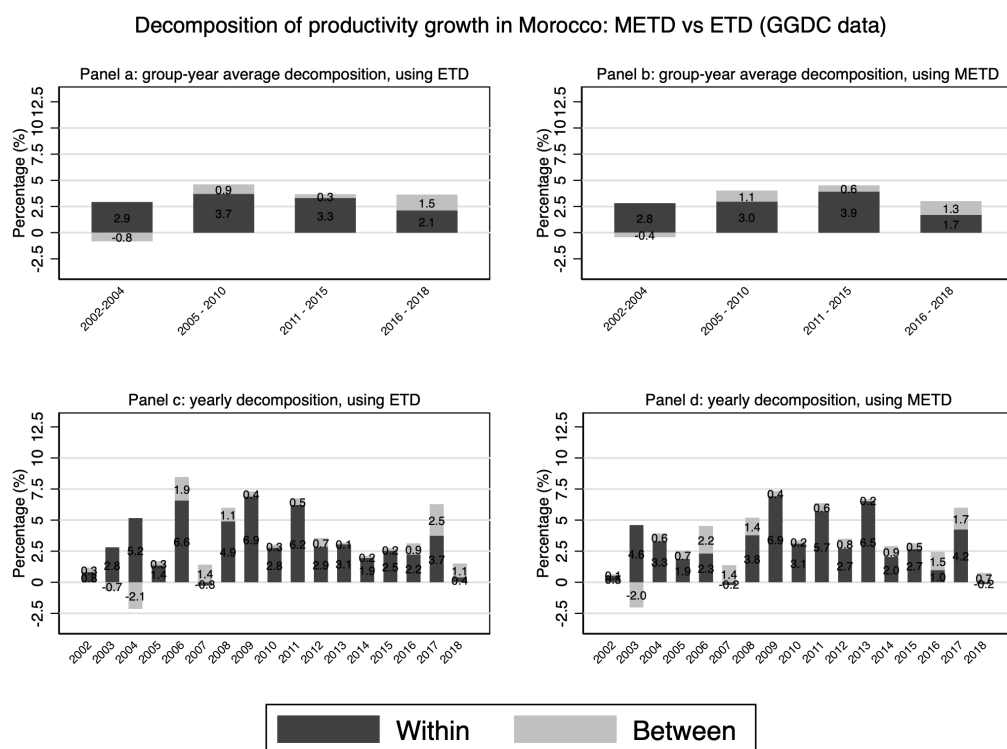 Decomposition of productivity growth in Morocco: METD vs ETD (GGDC data)
Panel a: group-year average decomposition, using ETD
Percentage (%)
-2.5 0 2.5 5 7.5 10 12.5
2.9 3.7 3.3 2.1
-0.8 0.9 0.3 1.5
2002-2004 2005 - 2010 2011 - 2015 2016 - 2018
Panel b: group-year average decomposition, using METD
Percentage (%)
-2.5 0 2.5 5 7.5 10 12.5
2.8 3.0 3.9 1.7
-0.4 1.1 0.6 1.3
2002-2004 2005 - 2010 2011 - 2015 2016 - 2018
Panel c: yearly decomposition, using ETD
Percentage (%)
-2.5 0 2.5 5 7.5 10 12.5
2.8 5.2 1.4 6.6 4.9 6.9 2.8 6.2 2.9 3.1 1.9 2.5 2.2 3.7 0.4
0.3 -0.7 -2.1 0.3 1.9 1.4 1.1 0.4 0.3 0.5 0.7 0.1 0.2 0.2 0.9 2.5 1.1
2002 2003 2004 2005 2006 2007 2008 2009 2010 2011 2012 2013 2014 2015 2016 2017 2018
Panel d: yearly decomposition, using METD
Percentage (%)
-2.5 0 2.5 5 7.5 10 12.5
4.6 3.3 1.9 2.3 -0.2 3.8 6.9 3.1 5.7 2.7 6.5 2.0 2.7 1.0 4.2 -0.2
0.1 -2.0 0.6 0.7 2.2 1.4 1.4 0.4 0.2 0.6 0.8 0.2 0.9 0.5 1.5 1.7 0.7
2002 2003 2004 2005 2006 2007 2008 2009 2010 2011 2012 2013 2014 2015 2016 2017 2018
Within Between